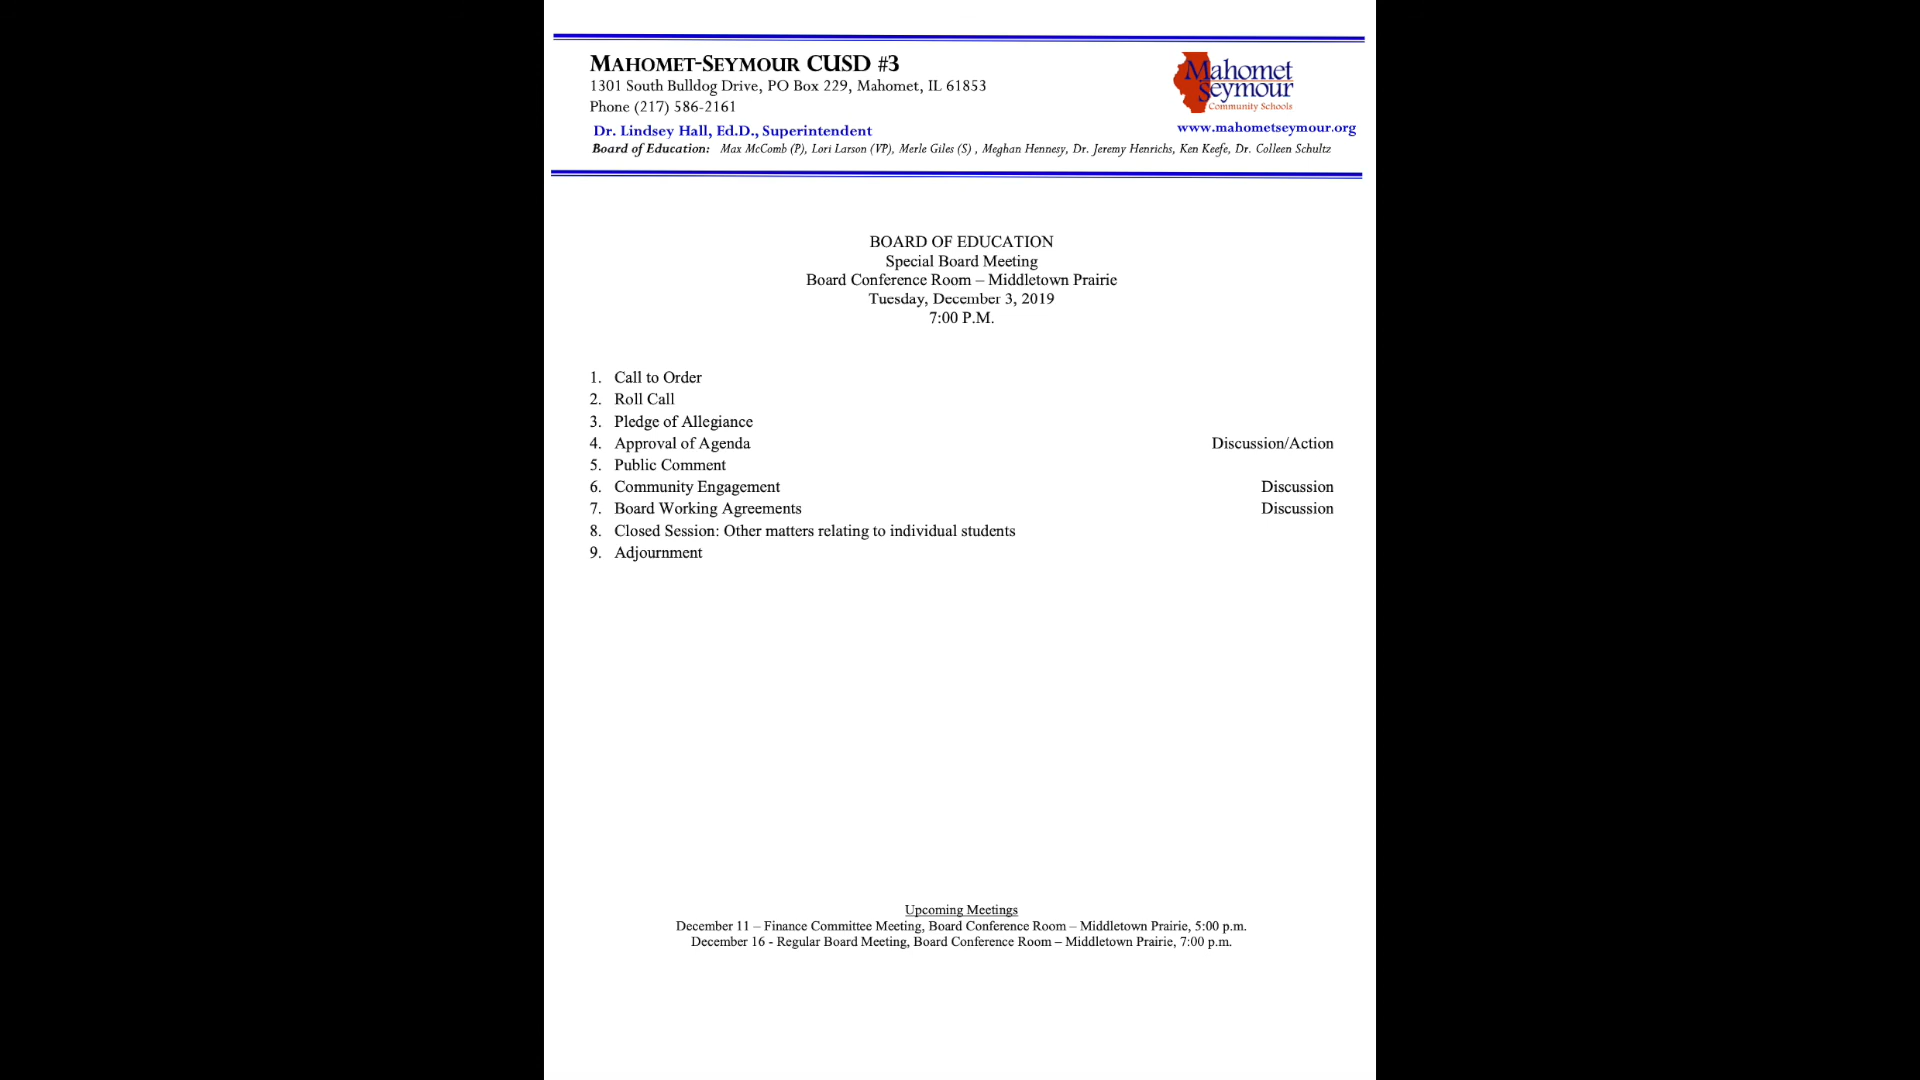 MAHOMET-SEYMOUR CUSD #3
1301 South Bulldog Drive, PO Box 229, Mahomet, IL 61853
Phone (217) 586-2161
Dr. Lindsey Hall, Ed.D., Superintendent
Mahomet
Seymour
Community Schools
www.mahometseymour.org
Board of Education: Max McComb (P), Lori Larson (VP), Merle Giles (S) , Meghan Hennesy, Dr. Jeremy Henrichs, Ken Keefe, Dr. Colleen Schultz
BOARD OF EDUCATION
Special Board Meeting
Board Conference Room – Middletown Prairie
Tuesday, December 3, 2019
7:00 P.M.
1. Call to Order
2. Roll Call
3. Pledge of Allegiance
4. Approval of Agenda Discussion/Action
5. Public Comment
6. Community Engagement Discussion
7. Board Working Agreements Discussion
8. Closed Session: Other matters relating to individual students
9. Adjournment
Upcoming Meetings
December 11 – Finance Committee Meeting, Board Conference Room – Middletown Prairie, 5:00 p.m.
December 16 - Regular Board Meeting, Board Conference Room – Middletown Prairie, 7:00 p.m.